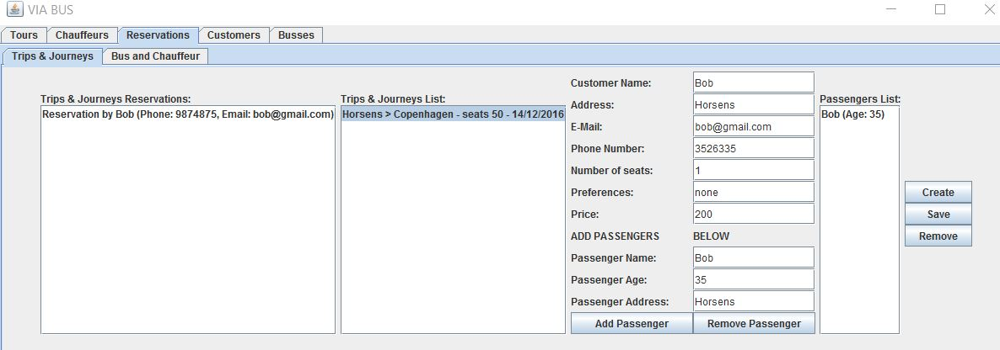 VIA BUS
Tours Chauffeurs Reservations Customers Busses
Trips & Journeys Bus and Chauffeur
Trips & Journeys Reservations:
Reservation by Bob (Phone: 9874875, Email: bob@gmail.com)
Trips & Journeys List:
Horsens > Copenhagen - seats 50 - 14/12/2016
Customer Name: Bob
Address: Horsens
E-Mail: bob@gmail.com
Phone Number: 3526335
Number of seats: 1
Preferences: none
Price: 200
ADD PASSENGERS BELOW
Passenger Name: Bob
Passenger Age: 35
Passenger Address: Horsens
Add Passenger Remove Passenger
Passengers List:
Bob (Age: 35)
Create
Save
Remove